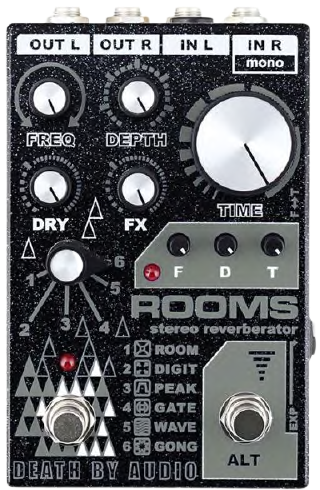 OUT L OUT R IN L IN R
mono
FREQ DEPTH
TIME
F↔T
DRY FX
F D T
1 2 3 4 5 6
ROOMS
stereo reverberator
1 ROOM
2 DIGIT
3 PEAK
4 GATE
5 WAVE
6 GONG
EXP
ALT
DEATH BY AUDIO